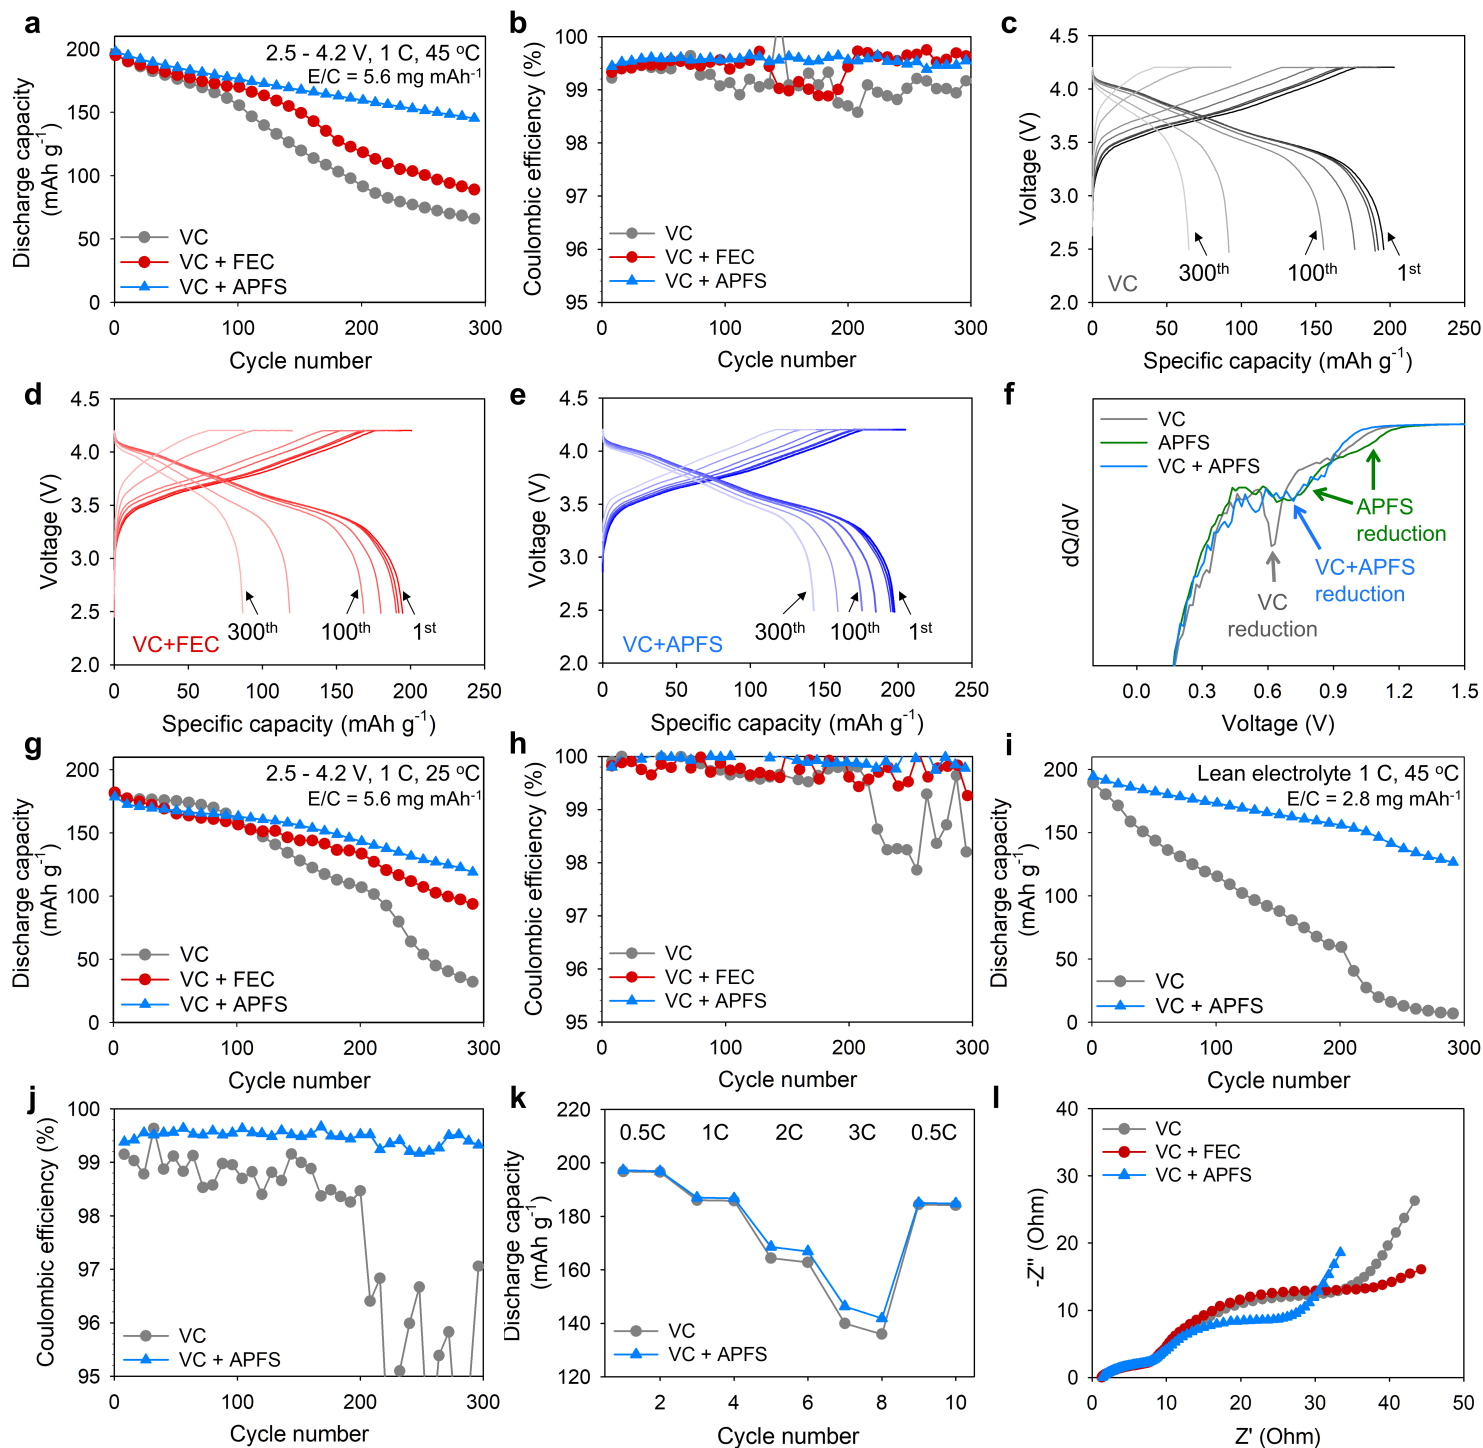 a
2.5 - 4.2 V, 1 C, 45 ºC
E/C = 5.6 mg mAh-1
Discharge capacity
(mAh g-1)
200
150
100
50
0
VC
VC + FEC
VC + APFS
0
100
200
300
Cycle number
b
Coulombic efficiency (%)
100
99
98
97
96
95
VC
VC + FEC
VC + APFS
0
100
200
300
Cycle number
c
Voltage (V)
4.5
4.0
3.5
3.0
2.5
2.0
300th
100th
1st
VC
0
50
100
150
200
250
Specific capacity (mAh g-1)
d
Voltage (V)
4.5
4.0
3.5
3.0
2.5
2.0
300th
100th
1st
VC+FEC
0
50
100
150
200
250
Specific capacity (mAh g-1)
e
Voltage (V)
4.5
4.0
3.5
3.0
2.5
2.0
300th
100th
1st
VC+APFS
0
50
100
150
200
250
Specific capacity (mAh g-1)
f
dQ/dV
VC
APFS
VC + APFS
APFS
reduction
VC+APFS
reduction
VC
reduction
0.0
0.3
0.6
0.9
1.2
1.5
Voltage (V)
g
2.5 - 4.2 V, 1 C, 25 ºC
E/C = 5.6 mg mAh-1
Discharge capacity
(mAh g-1)
200
150
100
50
0
VC
VC + FEC
VC + APFS
0
100
200
300
Cycle number
h
Coulombic efficiency (%)
100
99
98
97
96
95
VC
VC + FEC
VC + APFS
0
100
200
300
Cycle number
i
Lean electrolyte 1 C, 45 ºC
E/C = 2.8 mg mAh-1
Discharge capacity
(mAh g-1)
200
150
100
50
0
VC
VC + APFS
0
100
200
300
Cycle number
j
Coulombic efficiency (%)
100
99
98
97
96
95
VC
VC + APFS
0
100
200
300
Cycle number
k
Discharge capacity
(mAh g-1)
220
200
180
160
140
120
0.5C
1C
2C
3C
0.5C
VC
VC + APFS
2
4
6
8
10
Cycle number
l
-Z" (Ohm)
40
30
20
10
0
VC
VC + FEC
VC + APFS
0
10
20
30
40
50
Z' (Ohm)